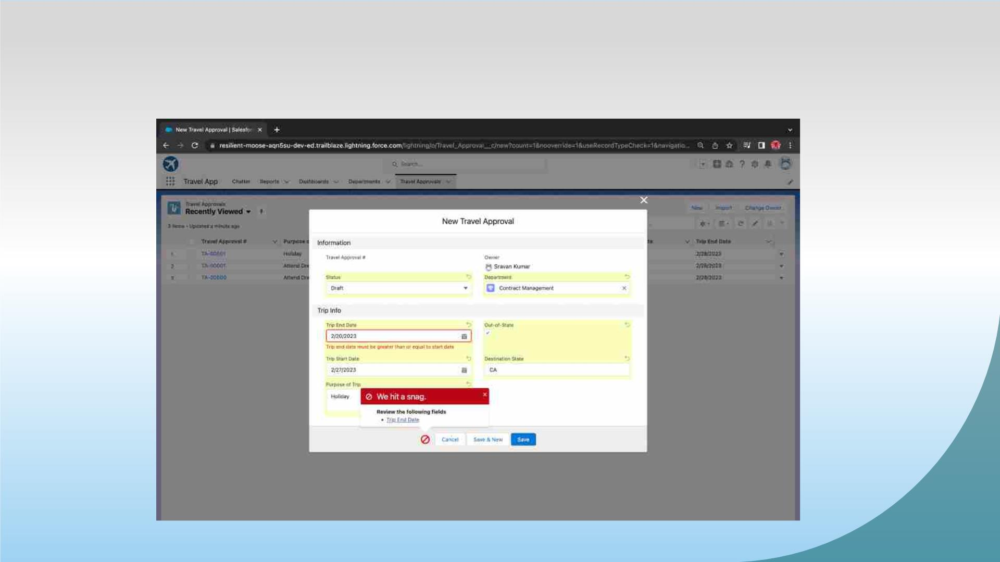 New Travel Approval | Salesfor
resilient-moose-aqn5su-dev-ed.trailblaze.lightning.force.com/lightning/o/Travel_Approval__c/new?count=1&nooverride=1&useRecordTypeCheck=1&navigatio...
Search...
Travel App Chatter Reports Dashboards Departments Travel Approvals
Travel Approvals
Recently Viewed
New Import Change Owner
3 items • Updated a minute ago
Travel Approval # Purpose Trip End Date
1 Holiday 2/28/2023
2 TA-00001 Attend 2/28/2023
3 TA-00000 Attend 2/28/2023
New Travel Approval
Information
Travel Approval # Owner
Sravan Kumar
Status Department
Draft Contract Management
Trip Info
Trip End Date Out-of-State
2/20/2023
Trip end date must be greater than or equal to start date
Trip Start Date Destination State
2/27/2023 CA
Purpose of Trip
Holiday
We hit a snag.
Review the following fields
• Trip End Date
Cancel Save & New Save